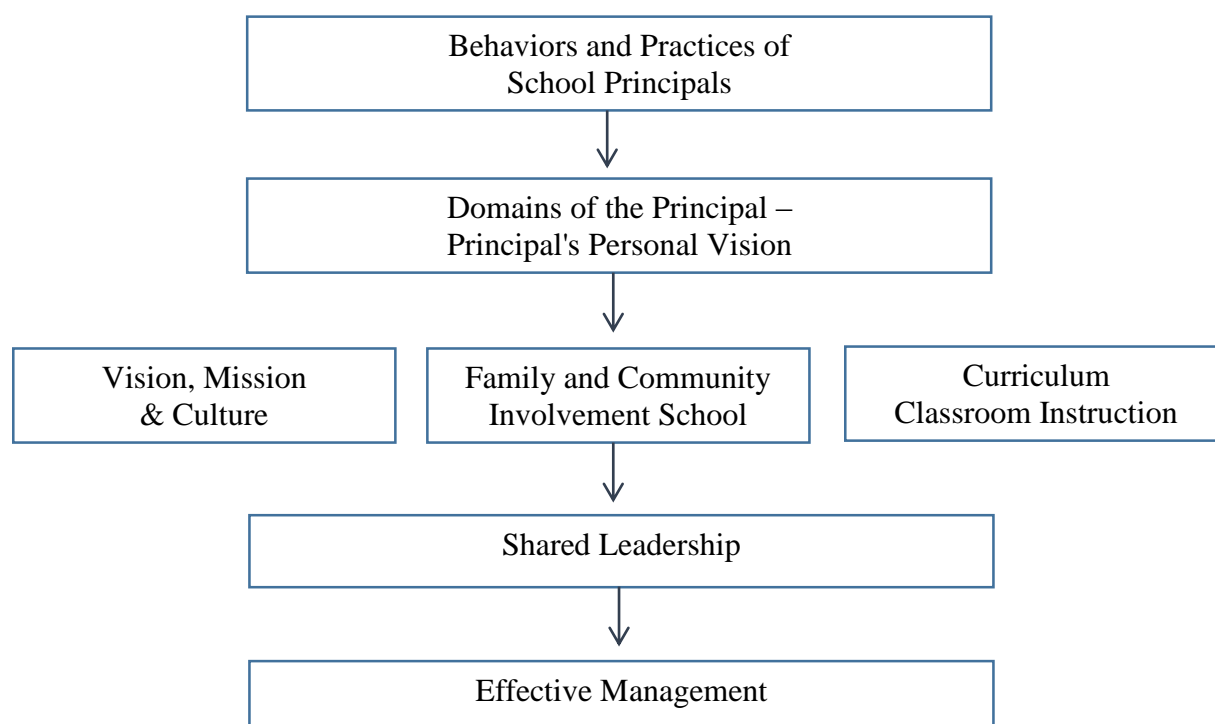 Behaviors and Practices of
School Principals
Domains of the Principal –
Principal's Personal Vision
Vision, Mission
& Culture
Family and Community
Involvement School
Curriculum
Classroom Instruction
Shared Leadership
Effective Management